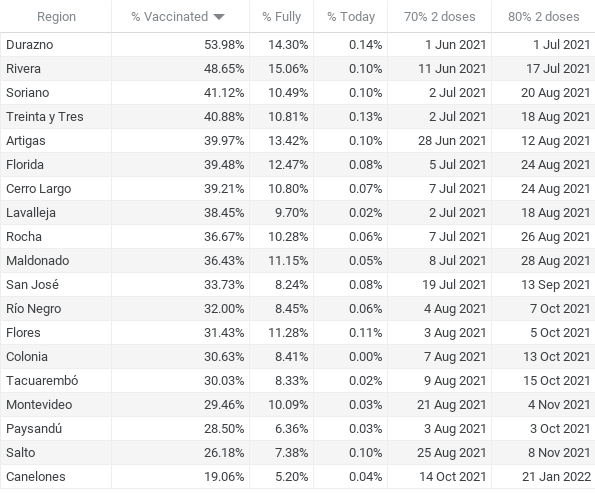 Region % Vaccinated % Fully % Today 70% 2 doses 80% 2 doses
Durazno 53.98% 14.30% 0.14% 1 Jun 2021 1 Jul 2021
Rivera 48.65% 15.06% 0.10% 11 Jun 2021 17 Jul 2021
Soriano 41.12% 10.49% 0.10% 2 Jul 2021 20 Aug 2021
Treinta y Tres 40.88% 10.81% 0.13% 2 Jul 2021 18 Aug 2021
Artigas 39.97% 13.42% 0.10% 28 Jun 2021 12 Aug 2021
Florida 39.48% 12.47% 0.08% 5 Jul 2021 24 Aug 2021
Cerro Largo 39.21% 10.80% 0.07% 7 Jul 2021 24 Aug 2021
Lavalleja 38.45% 9.70% 0.02% 2 Jul 2021 18 Aug 2021
Rocha 36.67% 10.28% 0.06% 7 Jul 2021 26 Aug 2021
Maldonado 36.43% 11.15% 0.05% 8 Jul 2021 28 Aug 2021
San José 33.73% 8.24% 0.08% 19 Jul 2021 13 Sep 2021
Río Negro 32.00% 8.45% 0.06% 4 Aug 2021 7 Oct 2021
Flores 31.43% 11.28% 0.11% 3 Aug 2021 5 Oct 2021
Colonia 30.63% 8.41% 0.00% 7 Aug 2021 13 Oct 2021
Tacuarembó 30.03% 8.33% 0.02% 9 Aug 2021 15 Oct 2021
Montevideo 29.46% 10.09% 0.03% 21 Aug 2021 4 Nov 2021
Paysandú 28.50% 6.36% 0.03% 3 Aug 2021 3 Oct 2021
Salto 26.18% 7.38% 0.10% 25 Aug 2021 8 Nov 2021
Canelones 19.06% 5.20% 0.04% 14 Oct 2021 21 Jan 2022